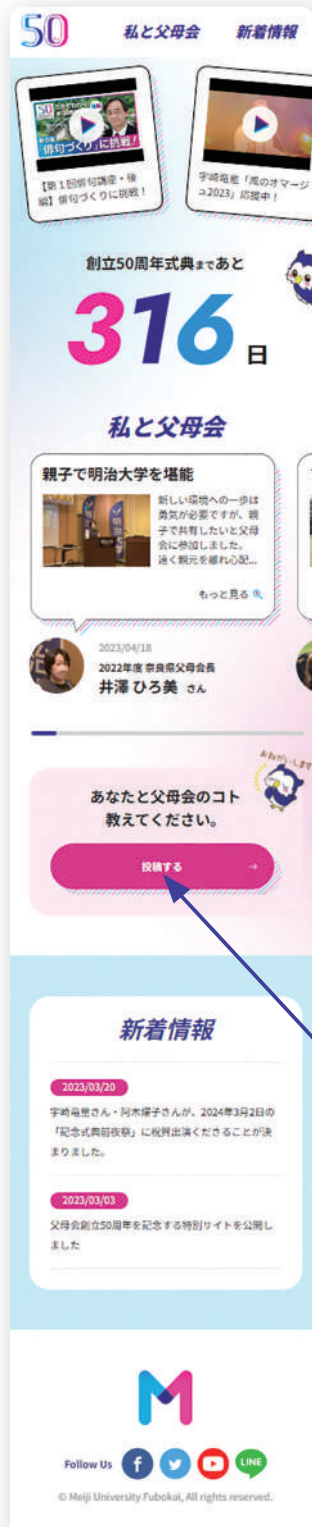 50
私と父母会 新着情報
「俳句づくり」に挑戦!
【第1回俳句講座・後
編】俳句づくりに挑戦!
宇崎竜童「風のオマージ
ュ2023」応援中!
創立50周年式典まであと
316日
私と父母会
親子で明治大学を堪能
新しい環境への一歩は
勇気が必要ですが、親
子で共有したいと父母
会に参加しました。
遠く親元を離れ心配...
もっと見る
2023/04/18
2022年度 奈良県父母会長
井澤 ひろ美 さん
おねがいします
あなたと父母会のコト
教えてください。
投稿する →
新着情報
2023/03/20
宇崎竜童さん・阿木燿子さんが、2024年3月2日の
「記念式典前夜祭」に祝賀出演くださることが決
まりました。
2023/03/03
父母会創立50周年を記念する特別サイトを公開し
ました
M
Follow Us f LINE
© Meiji University Fubokai, All rights reserved.